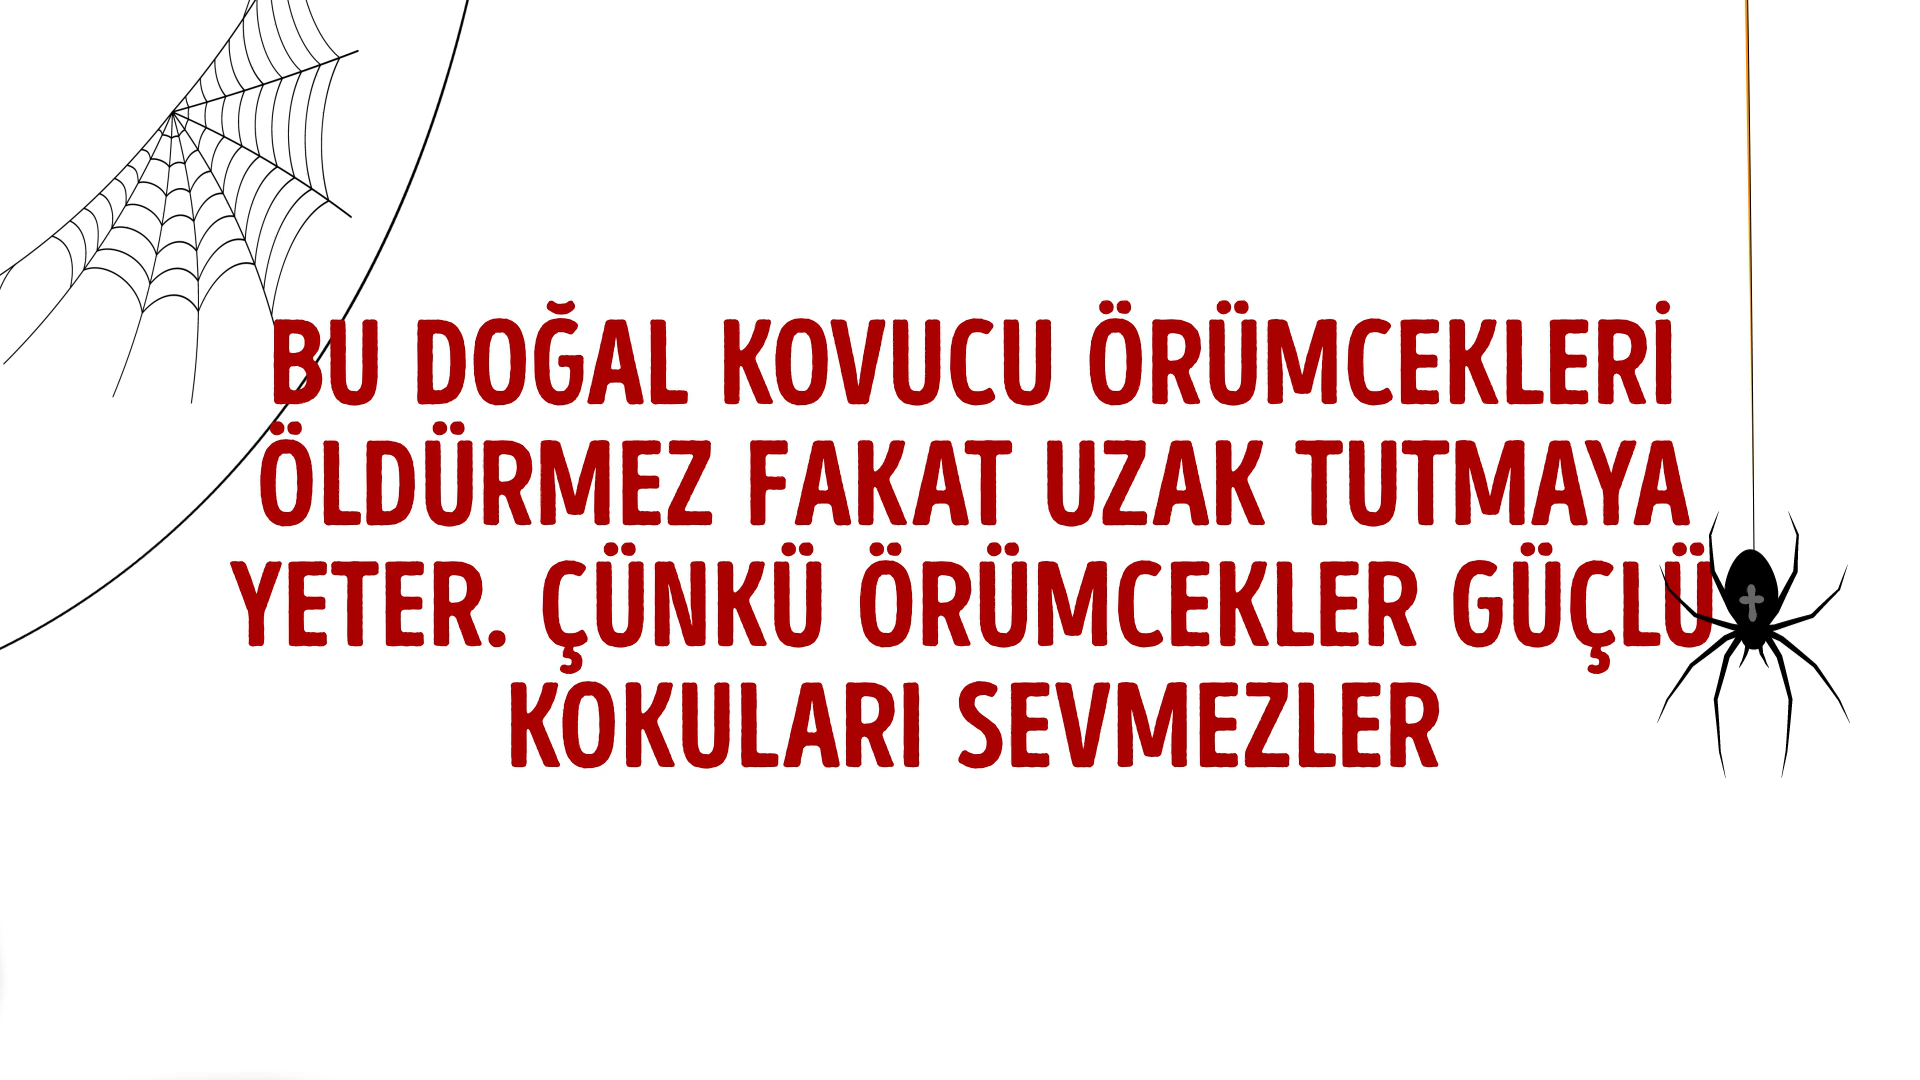 BU DOĞAL KOVUCU ÖRÜMCEKLERİ
ÖLDÜRMEZ FAKAT UZAK TUTMAYA
YETER. ÇÜNKÜ ÖRÜMCEKLER GÜÇLÜ
KOKULARI SEVMEZLER